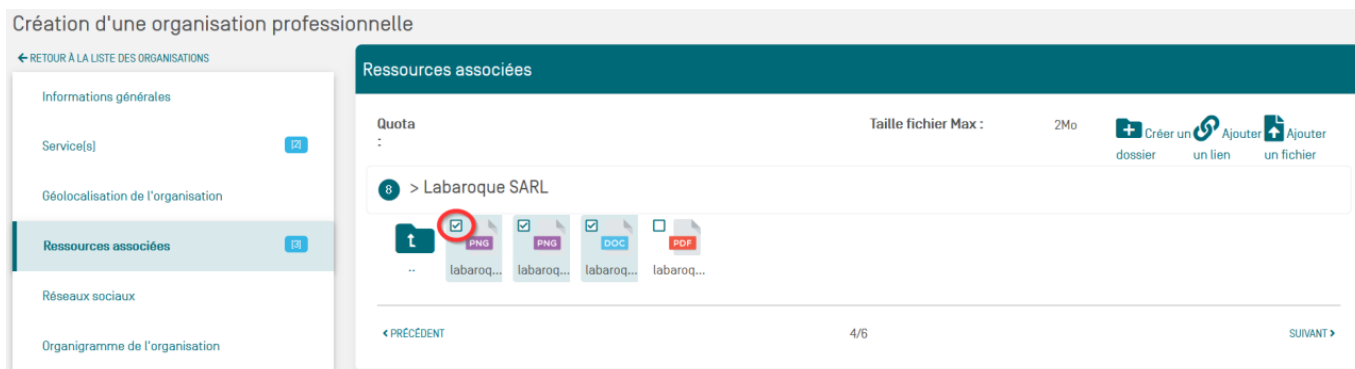 Création d'une organisation professionnelle
RETOUR À LA LISTE DES ORGANISATIONS
Informations générales
Service(s) [2]
Géolocalisation de l'organisation
Ressources associées [3]
Réseaux sociaux
Organigramme de l'organisation
Ressources associées
Quota
:
Taille fichier Max : 2Mo
Créer un dossier
Ajouter un lien
Ajouter un fichier
8 > Labaroque SARL
PNG PNG DOC PDF
.. labaroq... labaroq... labaroq... labaroq...
< PRÉCÉDENT 4/6 SUIVANT >